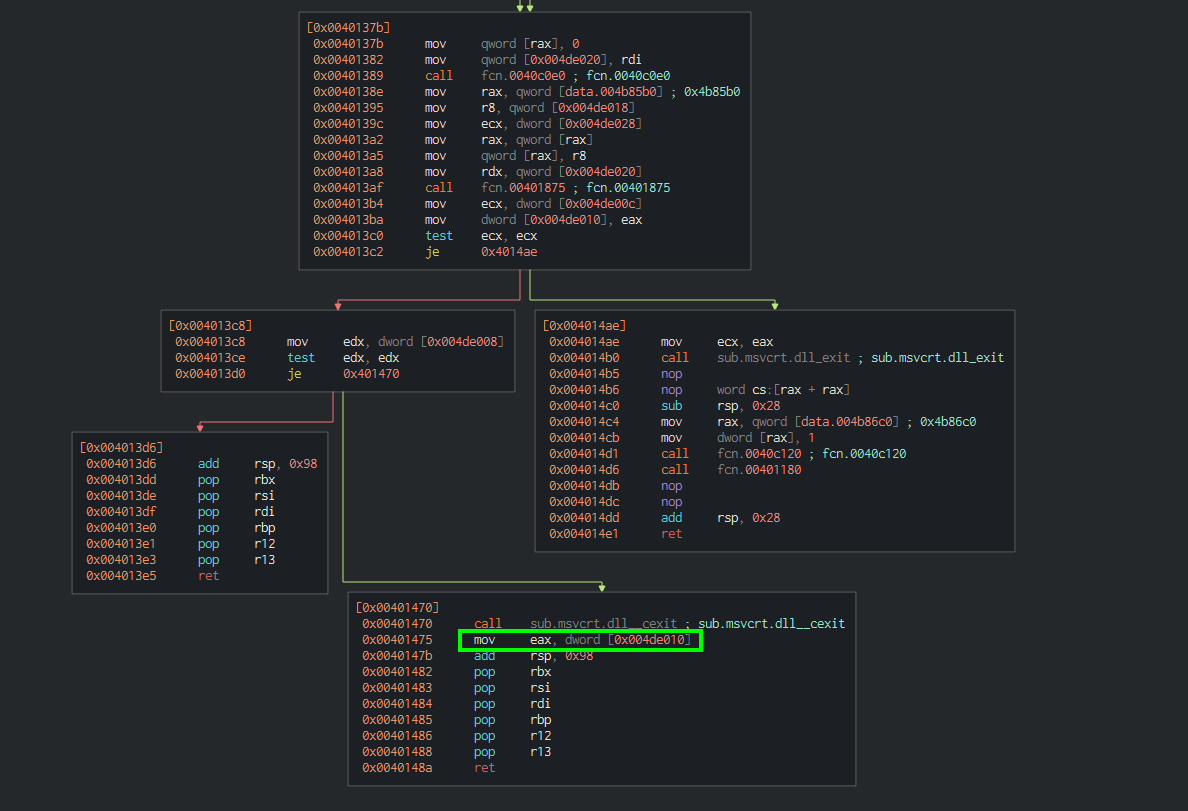 [0x0040137b]
0x0040137b mov qword [rax], 0
0x00401382 mov qword [0x004de020], rdi
0x00401389 call fcn.0040c0e0 ; fcn.0040c0e0
0x0040138e mov rax, qword [data.004b85b0] ; 0x4b85b0
0x00401395 mov r8, qword [0x004de018]
0x0040139c mov ecx, dword [0x004de028]
0x004013a2 mov rax, qword [rax]
0x004013a5 mov qword [rax], r8
0x004013a8 mov rdx, qword [0x004de020]
0x004013af call fcn.00401875 ; fcn.00401875
0x004013b4 mov ecx, dword [0x004de00c]
0x004013ba mov dword [0x004de010], eax
0x004013c0 test ecx, ecx
0x004013c2 je 0x4014ae
[0x004013c8]
0x004013c8 mov edx, dword [0x004de008]
0x004013ce test edx, edx
0x004013d0 je 0x401470
[0x004014ae]
0x004014ae mov ecx, eax
0x004014b0 call sub.msvcrt.dll_exit ; sub.msvcrt.dll_exit
0x004014b5 nop
0x004014b6 nop word cs:[rax + rax]
0x004014c0 sub rsp, 0x28
0x004014c4 mov rax, qword [data.004b86c0] ; 0x4b86c0
0x004014cb mov dword [rax], 1
0x004014d1 call fcn.0040c120 ; fcn.0040c120
0x004014d6 call fcn.00401180
0x004014db nop
0x004014dc nop
0x004014dd add rsp, 0x28
0x004014e1 ret
[0x004013d6]
0x004013d6 add rsp, 0x98
0x004013dd pop rbx
0x004013de pop rsi
0x004013df pop rdi
0x004013e0 pop rbp
0x004013e1 pop r12
0x004013e3 pop r13
0x004013e5 ret
[0x00401470]
0x00401470 call sub.msvcrt.dll__cexit ; sub.msvcrt.dll__cexit
0x00401475 mov eax, dword [0x004de010]
0x0040147b add rsp, 0x98
0x00401482 pop rbx
0x00401483 pop rsi
0x00401484 pop rdi
0x00401485 pop rbp
0x00401486 pop r12
0x00401488 pop r13
0x0040148a ret